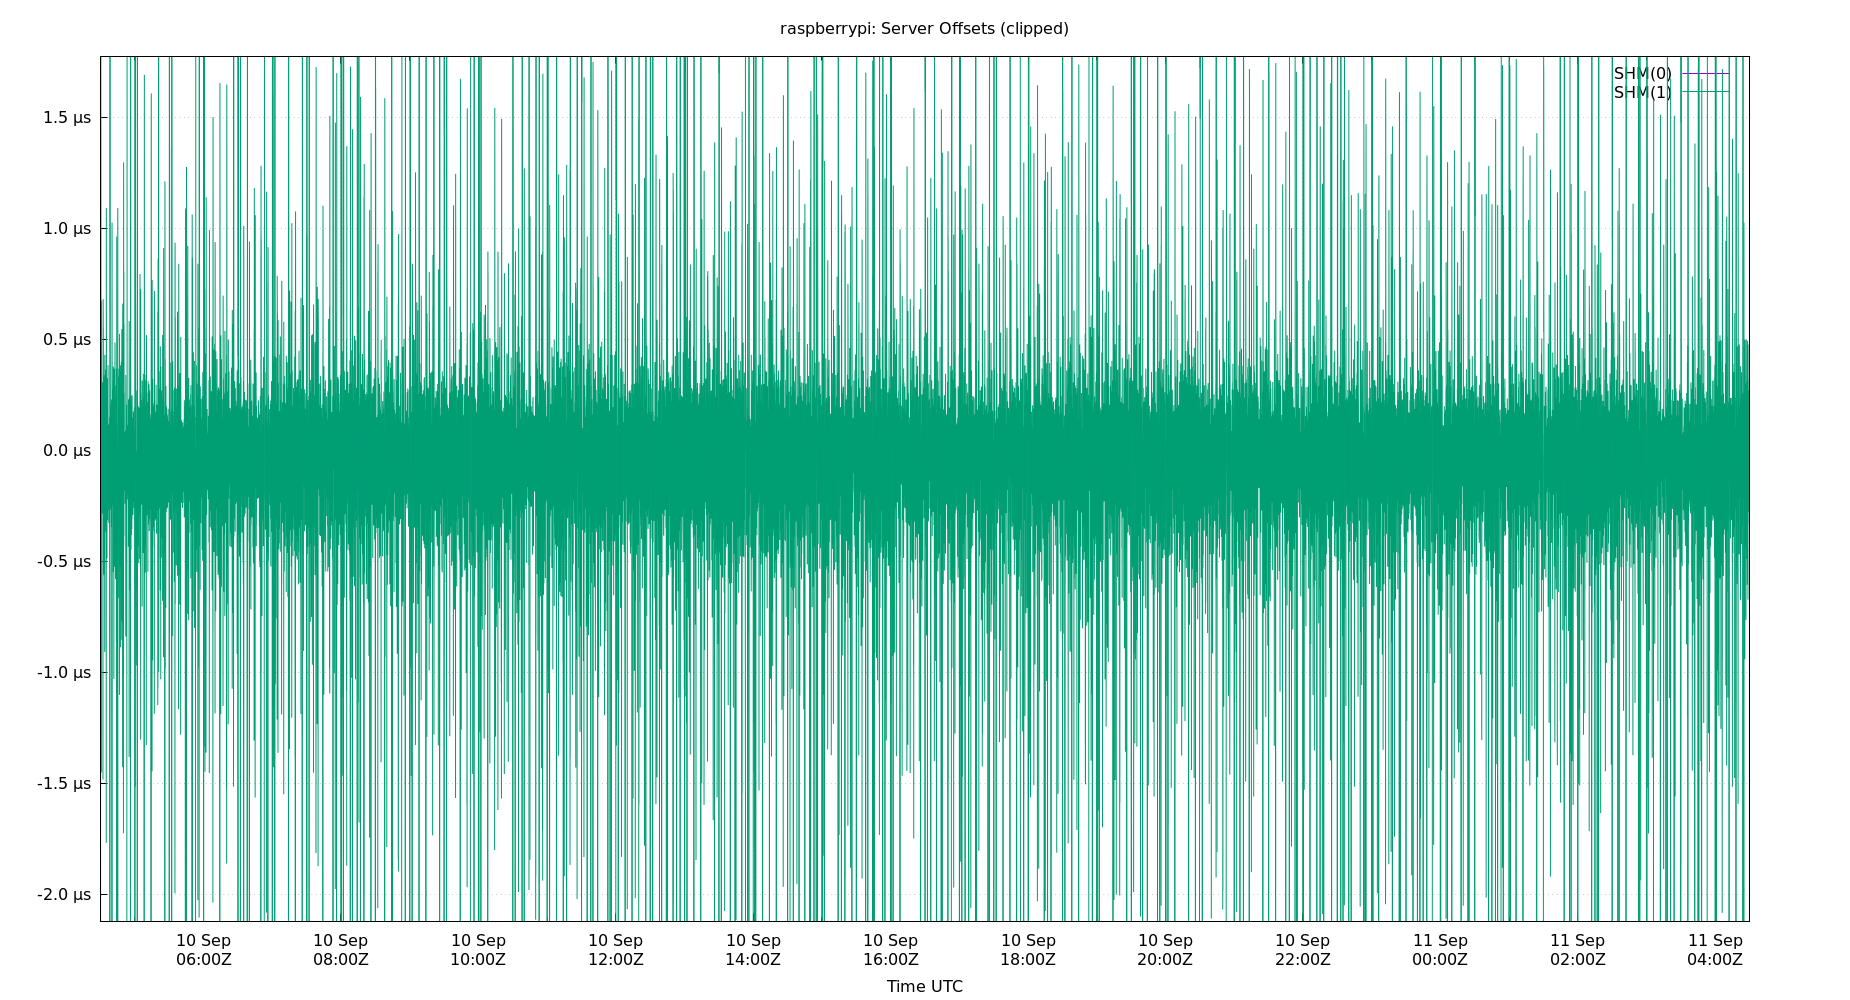 raspberrypi: Server Offsets (clipped)
SHM(0)
SHM(1)
1.5 µs
1.0 µs
0.5 µs
0.0 µs
-0.5 µs
-1.0 µs
-1.5 µs
-2.0 µs
10 Sep 10 Sep 10 Sep 10 Sep 10 Sep 10 Sep 10 Sep 10 Sep 10 Sep 11 Sep 11 Sep 11 Sep
06:00Z 08:00Z 10:00Z 12:00Z 14:00Z 16:00Z 18:00Z 20:00Z 22:00Z 00:00Z 02:00Z 04:00Z
Time UTC